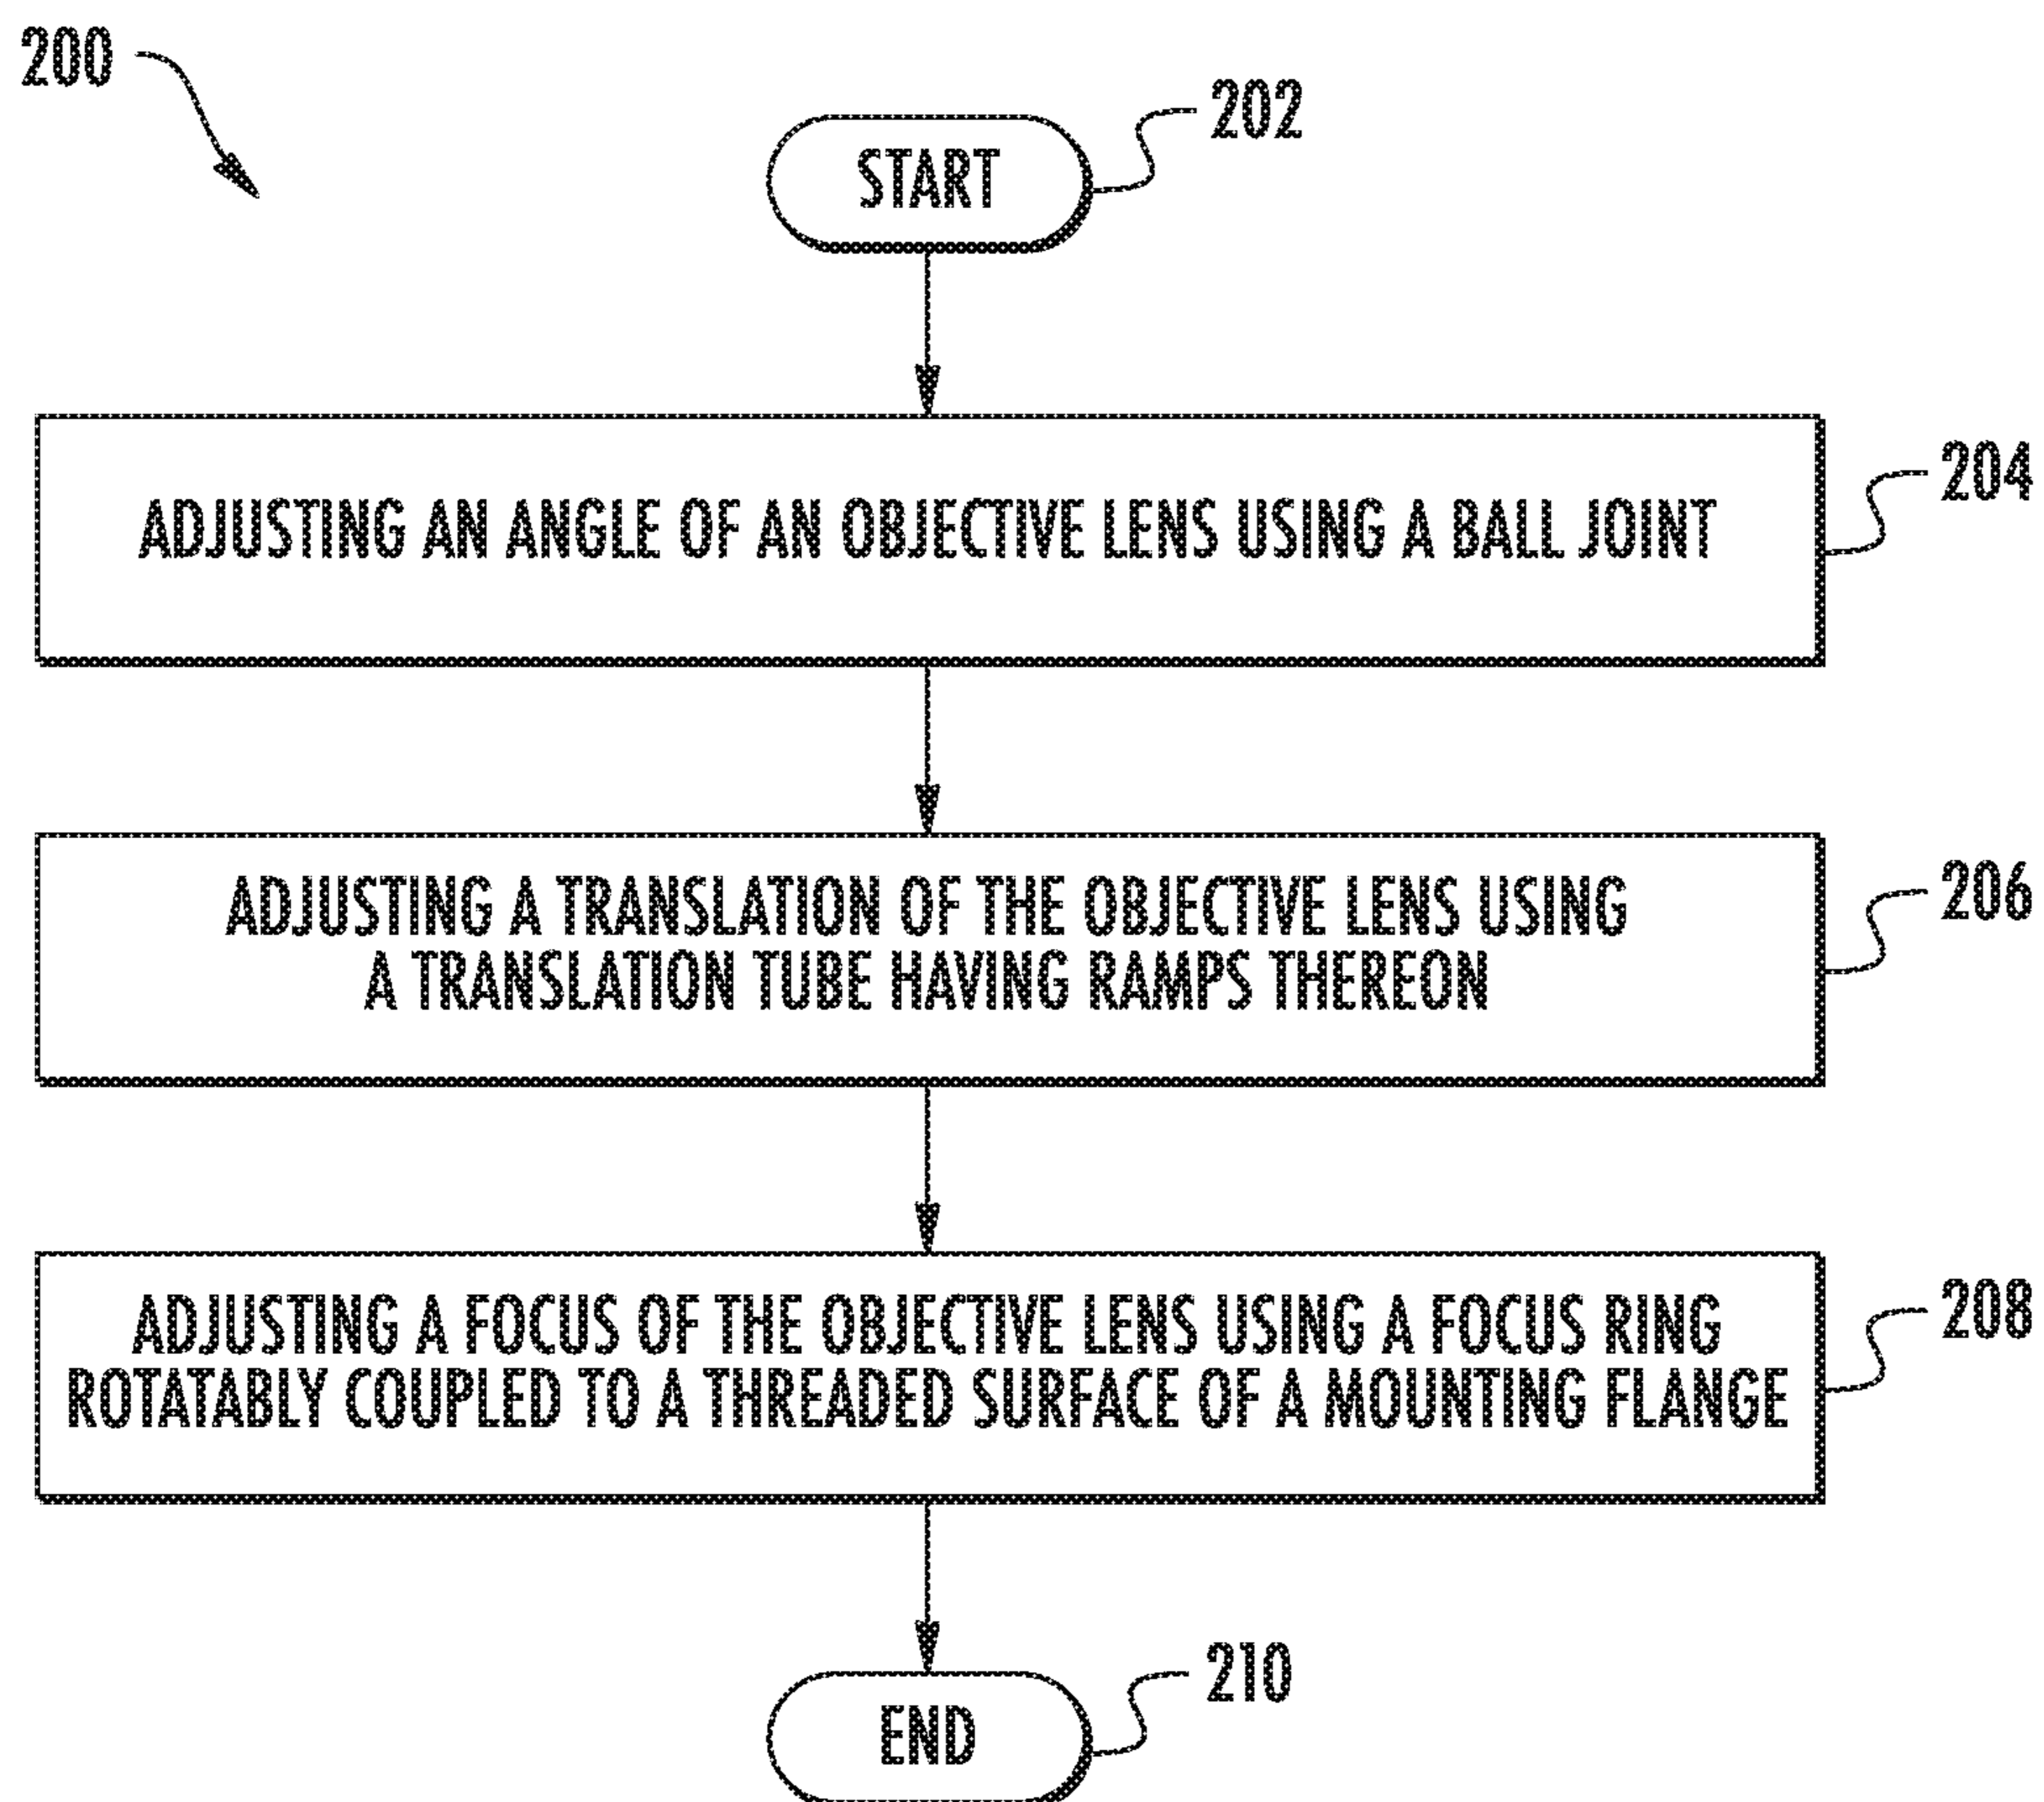 200
202
START
ADJUSTING AN ANGLE OF AN OBJECTIVE LENS USING A BALL JOINT
204
ADJUSTING A TRANSLATION OF THE OBJECTIVE LENS USING
A TRANSLATION TUBE HAVING RAMPS THEREON
206
ADJUSTING A FOCUS OF THE OBJECTIVE LENS USING A FOCUS RING
ROTATABLY COUPLED TO A THREADED SURFACE OF A MOUNTING FLANGE
208
210
END